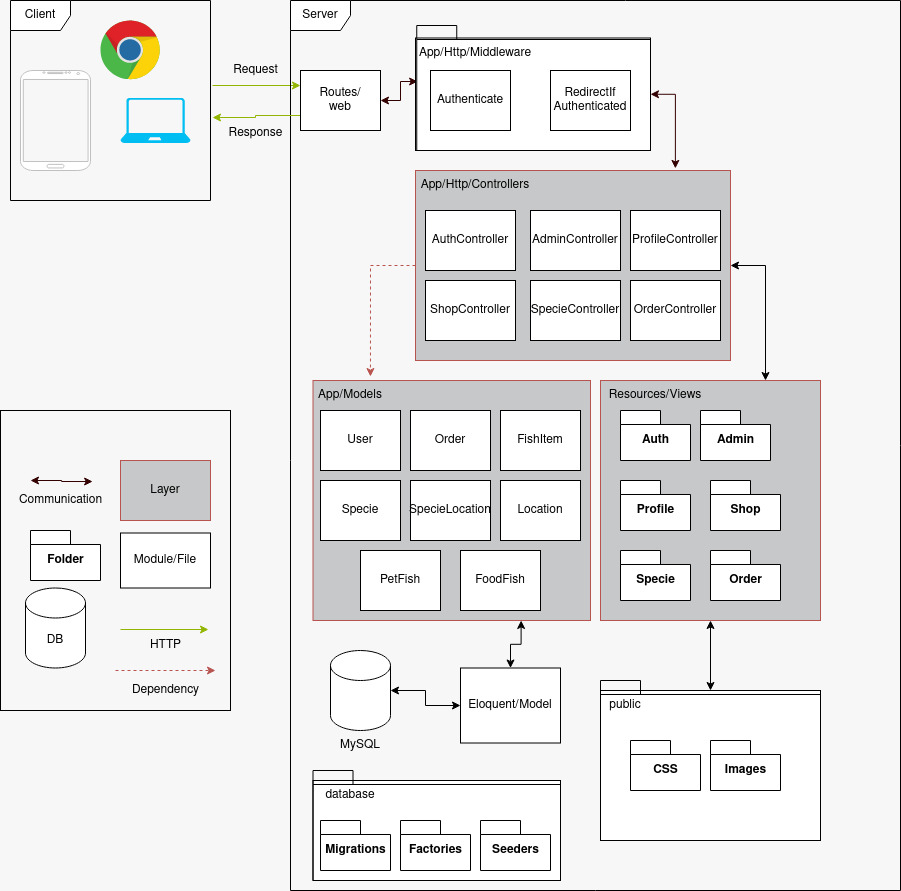 Client
Server
Request
Response
Routes/
web
App/Http/Middleware
Authenticate
RedirectIf
Authenticated
App/Http/Controllers
AuthController
AdminController
ProfileController
ShopController
SpecieController
OrderController
App/Models
User
Order
FishItem
Specie
SpecieLocation
Location
PetFish
FoodFish
Resources/Views
Auth
Admin
Profile
Shop
Specie
Order
Communication
Layer
Folder
Module/File
DB
HTTP
Dependency
MySQL
Eloquent/Model
public
CSS
Images
database
Migrations
Factories
Seeders